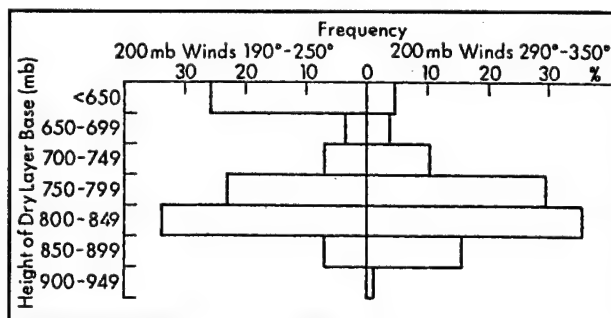 Frequency
200mb Winds 190°-250° 200mb Winds 290°-350°
30 20 10 0 10 20 30 %
Height of Dry Layer Base (mb)
<650
650-699
700-749
750-799
800-849
850-899
900-949